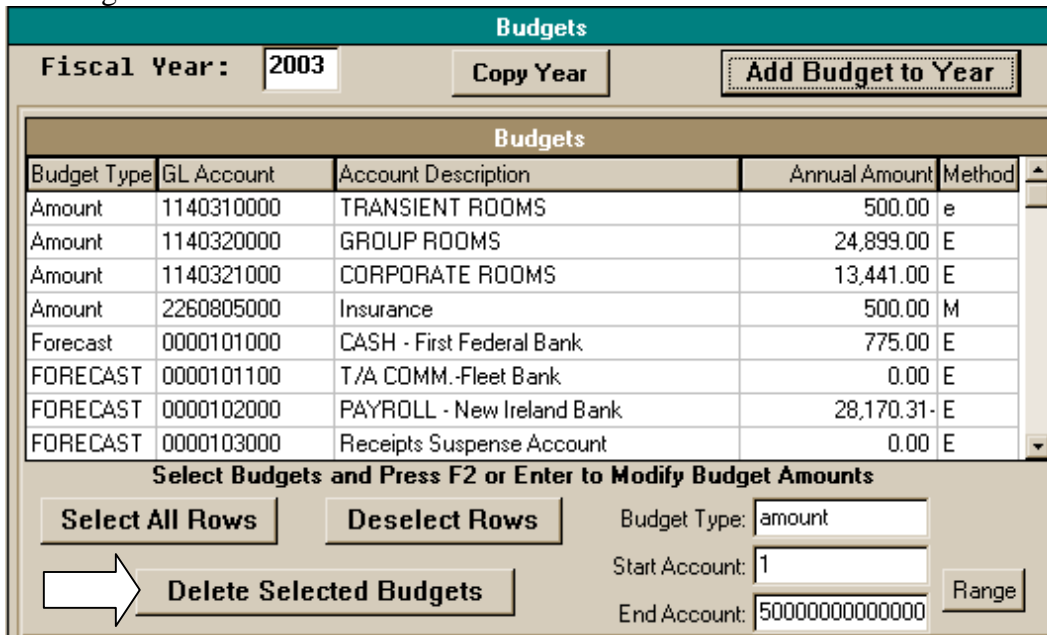 Budgets
Fiscal Year: 2003 Copy Year Add Budget to Year
Budgets
Budget Type GL Account Account Description Annual Amount Method
Amount 1140310000 TRANSIENT ROOMS 500.00 e
Amount 1140320000 GROUP ROOMS 24,899.00 E
Amount 1140321000 CORPORATE ROOMS 13,441.00 E
Amount 2260805000 Insurance 500.00 M
Forecast 0000101000 CASH - First Federal Bank 775.00 E
FORECAST 0000101100 T/A COMM.-Fleet Bank 0.00 E
FORECAST 0000102000 PAYROLL - New Ireland Bank 28,170.31- E
FORECAST 0000103000 Receipts Suspense Account 0.00 E
Select Budgets and Press F2 or Enter to Modify Budget Amounts
Select All Rows Deselect Rows Budget Type: amount
Start Account: 1
Delete Selected Budgets End Account: 50000000000000 Range